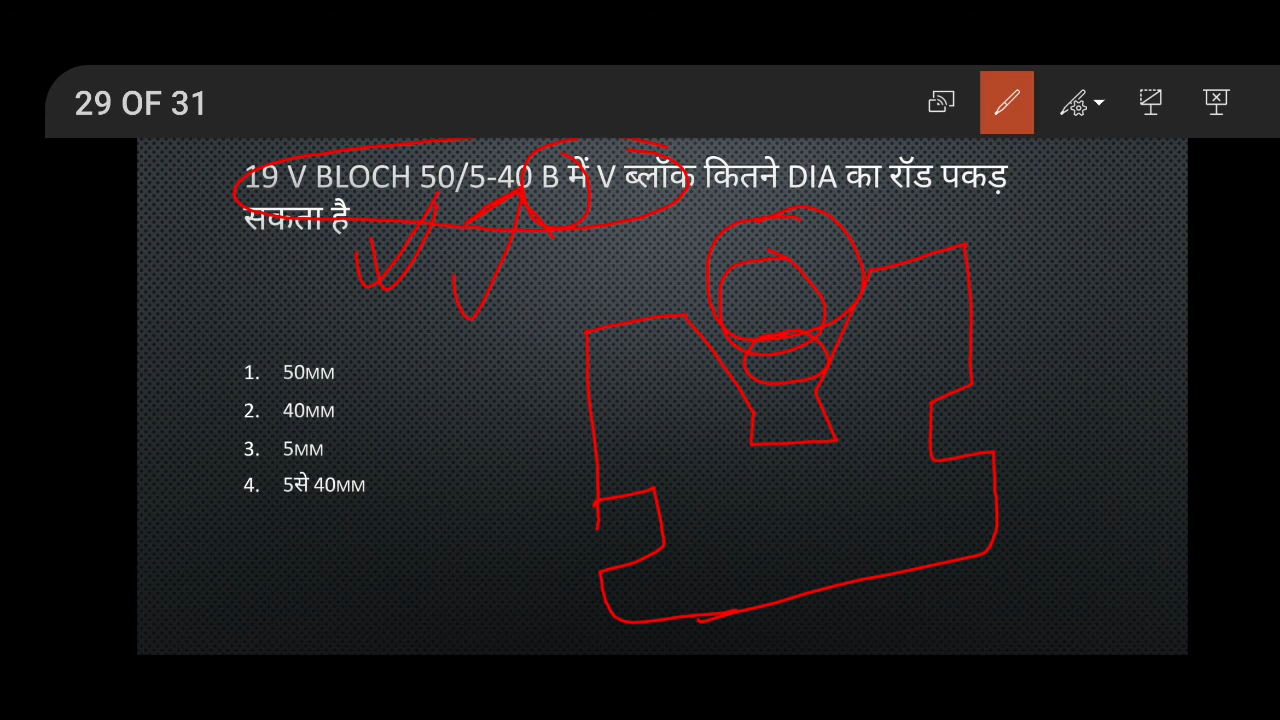 29 OF 31
19 V BLOCH 50/5-40 B में V ब्लॉक कितने DIA का रॉड पकड़
सकता है
1. 50MM
2. 40MM
3. 5MM
4. 5से 40MM